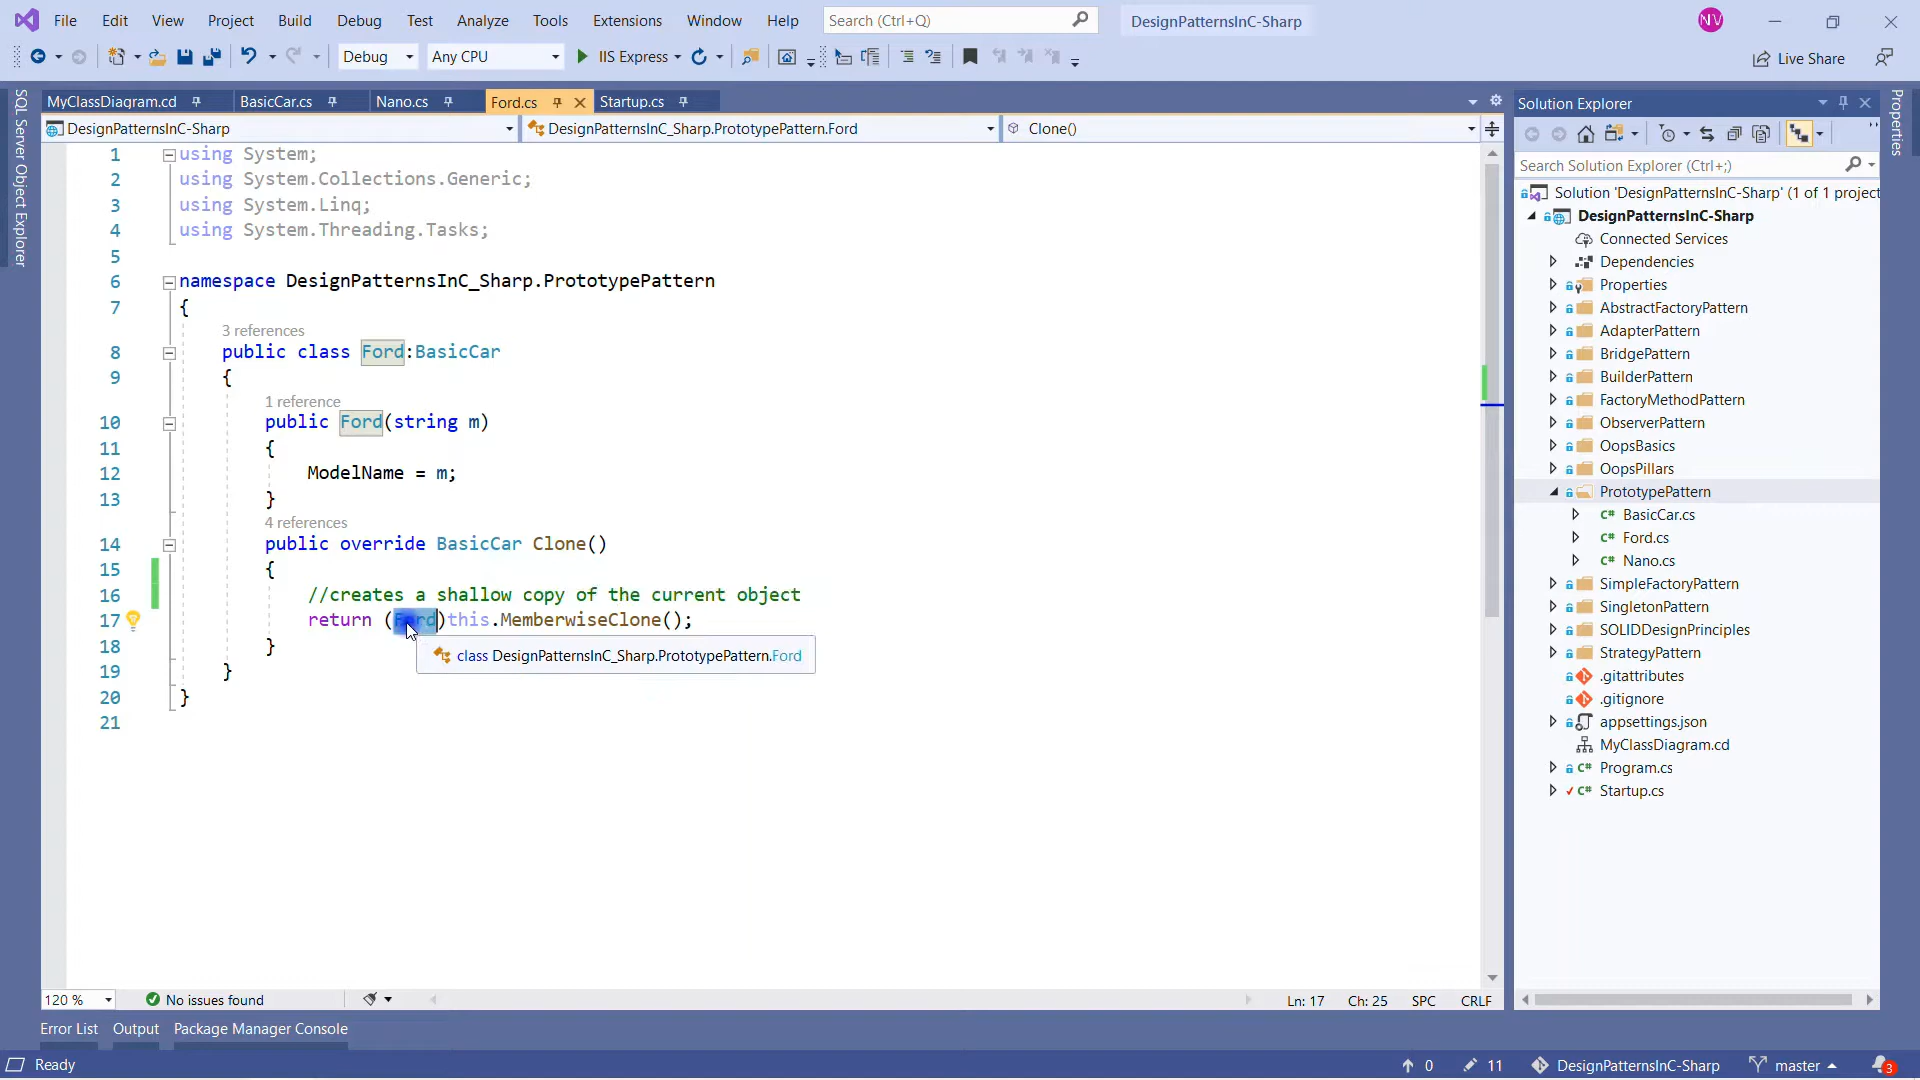 File Edit View Project Build Debug Test Analyze Tools Extensions Window Help Search (Ctrl+Q) DesignPatternsInC-Sharp NV
Debug Any CPU IIS Express Live Share
SQL Server Object Explorer
MyClassDiagram.cd BasicCar.cs Nano.cs Ford.cs Startup.cs
DesignPatternsInC-Sharp DesignPatternsInC_Sharp.PrototypePattern.Ford Clone()
1 using System;
2 using System.Collections.Generic;
3 using System.Linq;
4 using System.Threading.Tasks;
5
6 namespace DesignPatternsInC_Sharp.PrototypePattern
7 {
3 references
8 public class Ford:BasicCar
9 {
1 reference
10 public Ford(string m)
11 {
12 ModelName = m;
13 }
4 references
14 public override BasicCar Clone()
15 {
16 //creates a shallow copy of the current object
17 return (Ford)this.MemberwiseClone();
class DesignPatternsInC_Sharp.PrototypePattern.Ford
18 }
19 }
20 }
21
120 % No issues found Ln: 17 Ch: 25 SPC CRLF
Error List Output Package Manager Console
Solution Explorer
Search Solution Explorer (Ctrl+;)
Solution 'DesignPatternsInC-Sharp' (1 of 1 project
DesignPatternsInC-Sharp
Connected Services
Dependencies
Properties
AbstractFactoryPattern
AdapterPattern
BridgePattern
BuilderPattern
FactoryMethodPattern
ObserverPattern
OopsBasics
OopsPillars
PrototypePattern
C# BasicCar.cs
C# Ford.cs
C# Nano.cs
SimpleFactoryPattern
SingletonPattern
SOLIDDesignPrinciples
StrategyPattern
.gitattributes
.gitignore
appsettings.json
MyClassDiagram.cd
C# Program.cs
C# Startup.cs
Properties
Ready 0 11 DesignPatternsInC-Sharp master 3